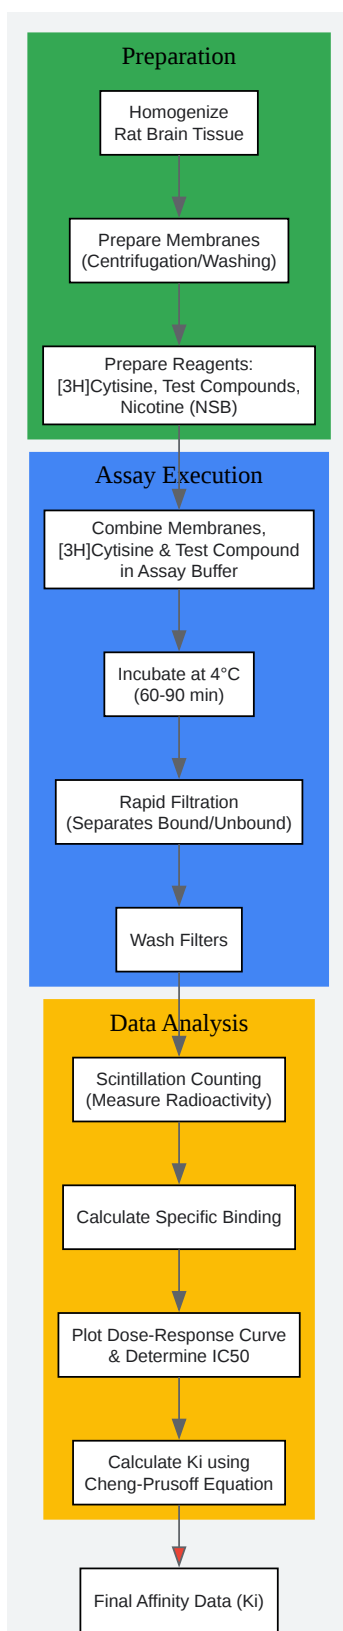 Preparation
Homogenize
Rat Brain Tissue
Prepare Membranes
(Centrifugation/Washing)
Prepare Reagents:
[3H]Cytisine, Test Compounds,
Nicotine (NSB)
Assay Execution
Combine Membranes,
[3H]Cytisine & Test Compound
in Assay Buffer
Incubate at 4°C
(60-90 min)
Rapid Filtration
(Separates Bound/Unbound)
Wash Filters
Data Analysis
Scintillation Counting
(Measure Radioactivity)
Calculate Specific Binding
Plot Dose-Response Curve
& Determine IC50
Calculate Ki using
Cheng-Prusoff Equation
Final Affinity Data (Ki)